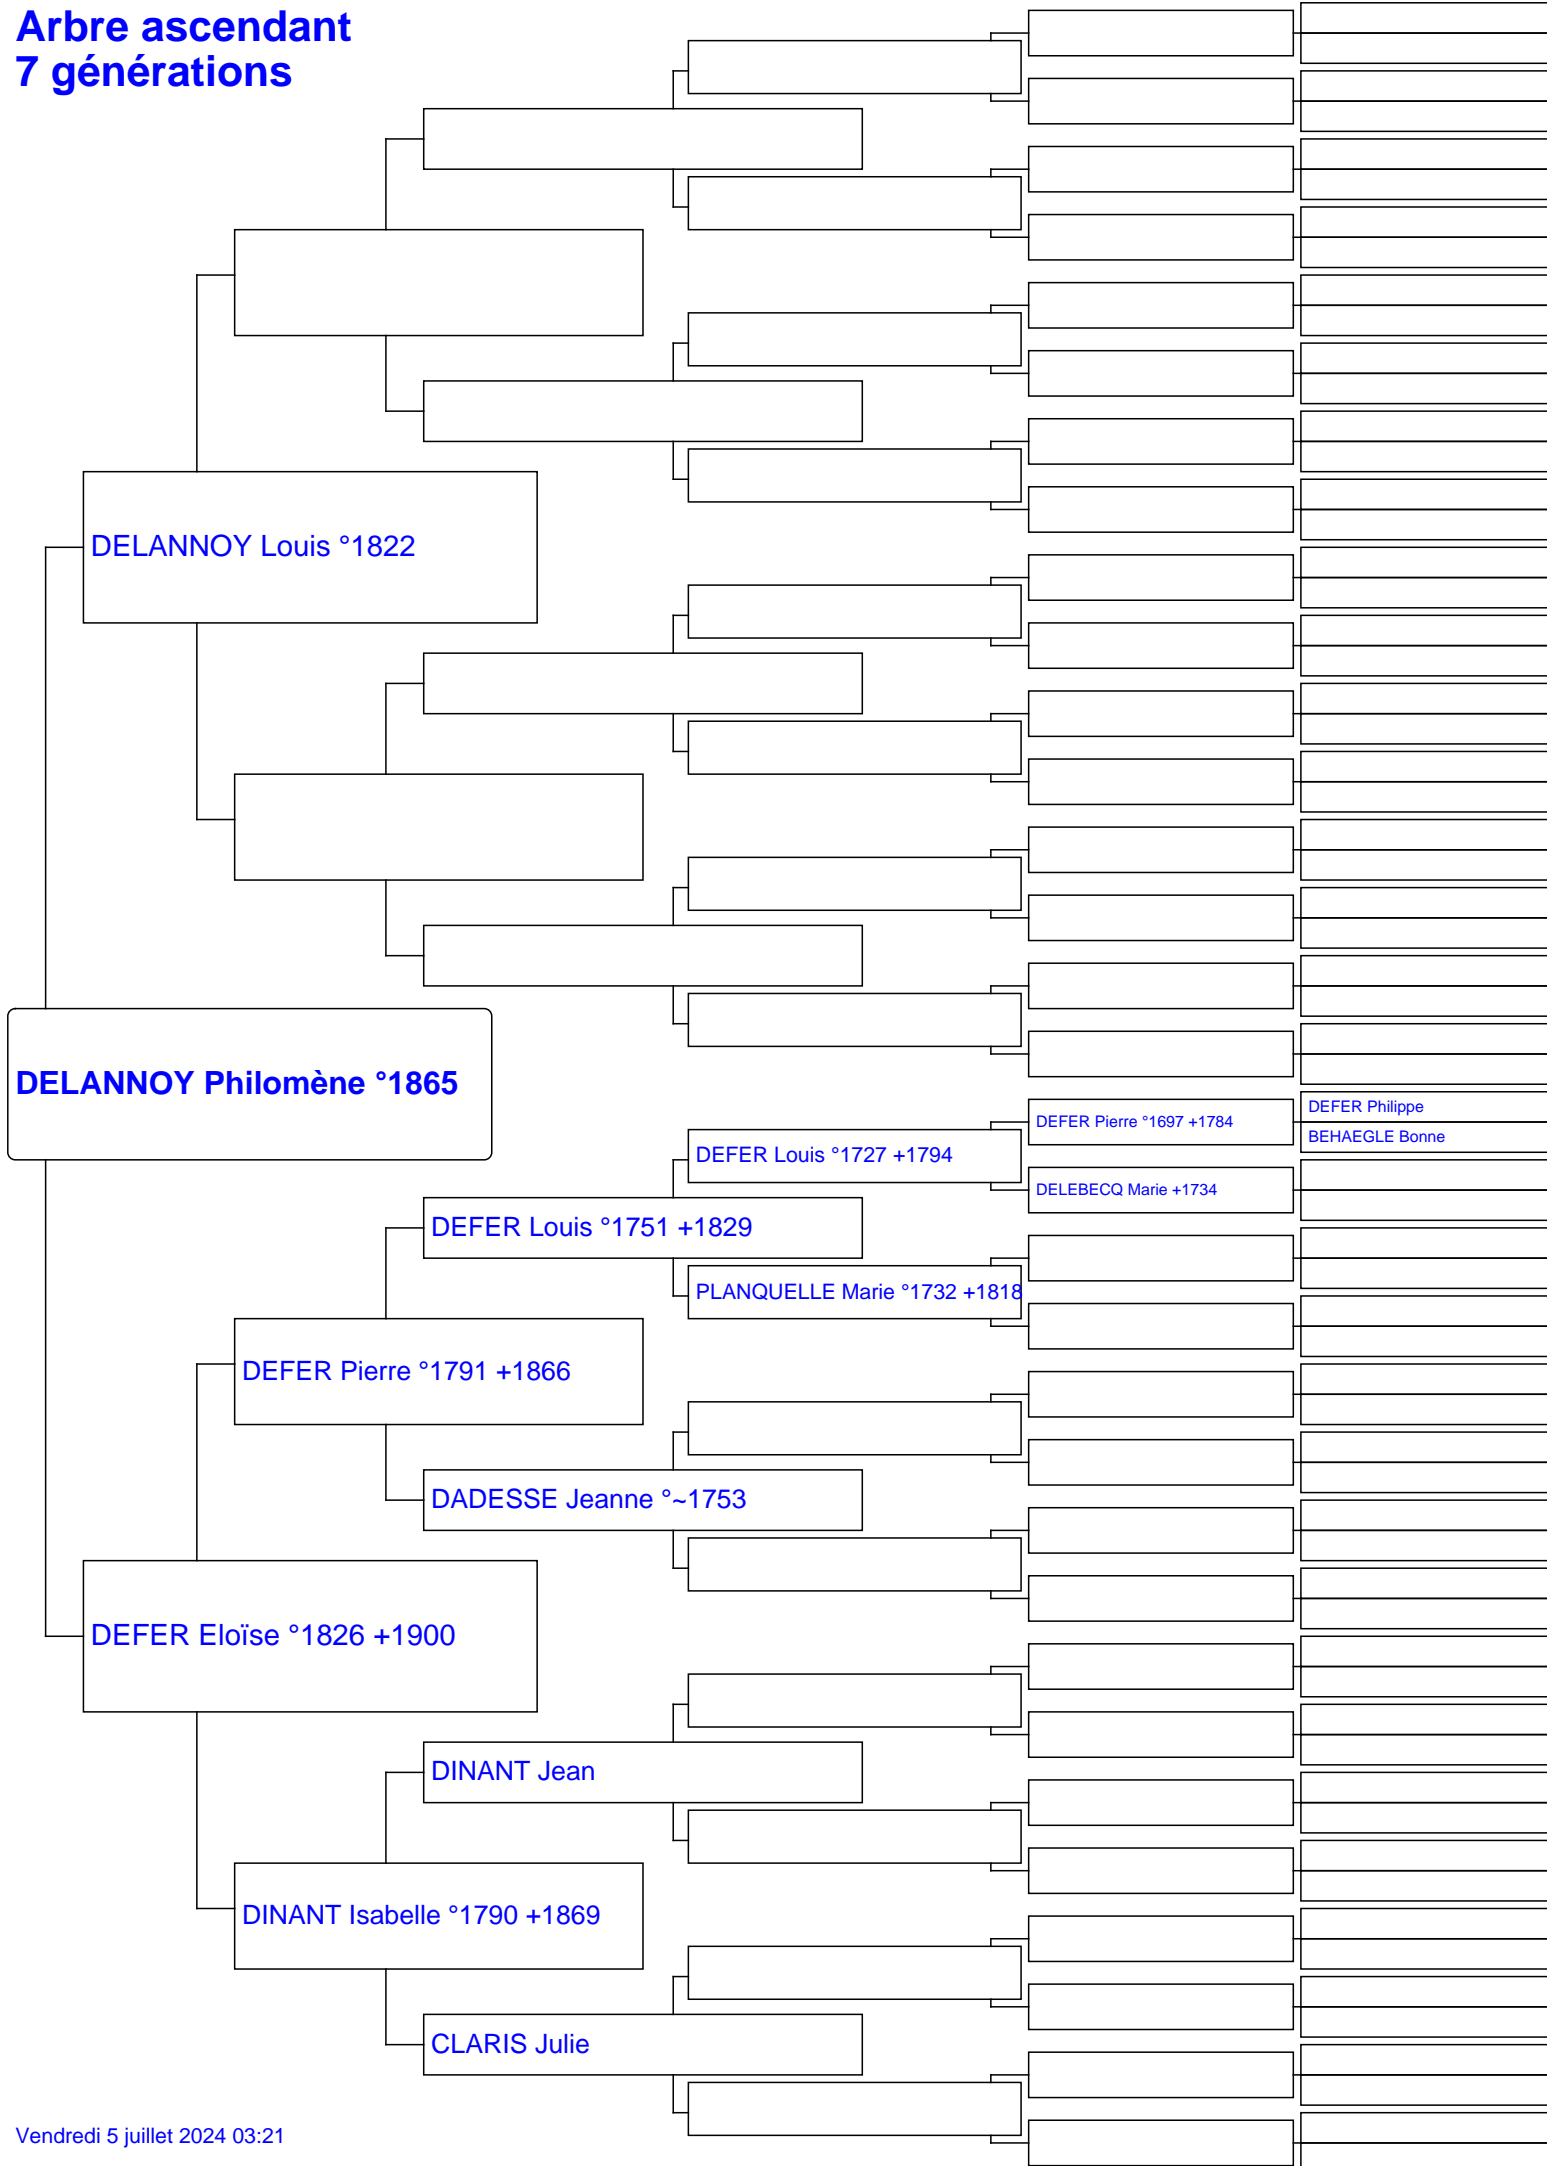 Arbre ascendant
7 générations
DELANNOY Louis °1822
DELANNOY Philomène °1865
DEFER Philippe
DEFER Pierre °1697 +1784
BEHAEGLE Bonne
DEFER Louis °1727 +1794
DELEBECQ Marie +1734
DEFER Louis °1751 +1829
PLANQUELLE Marie °1732 +1818
DEFER Pierre °1791 +1866
DADESSE Jeanne °~1753
DEFER Eloïse °1826 +1900
DINANT Jean
DINANT Isabelle °1790 +1869
CLARIS Julie
Vendredi 5 juillet 2024 03:21